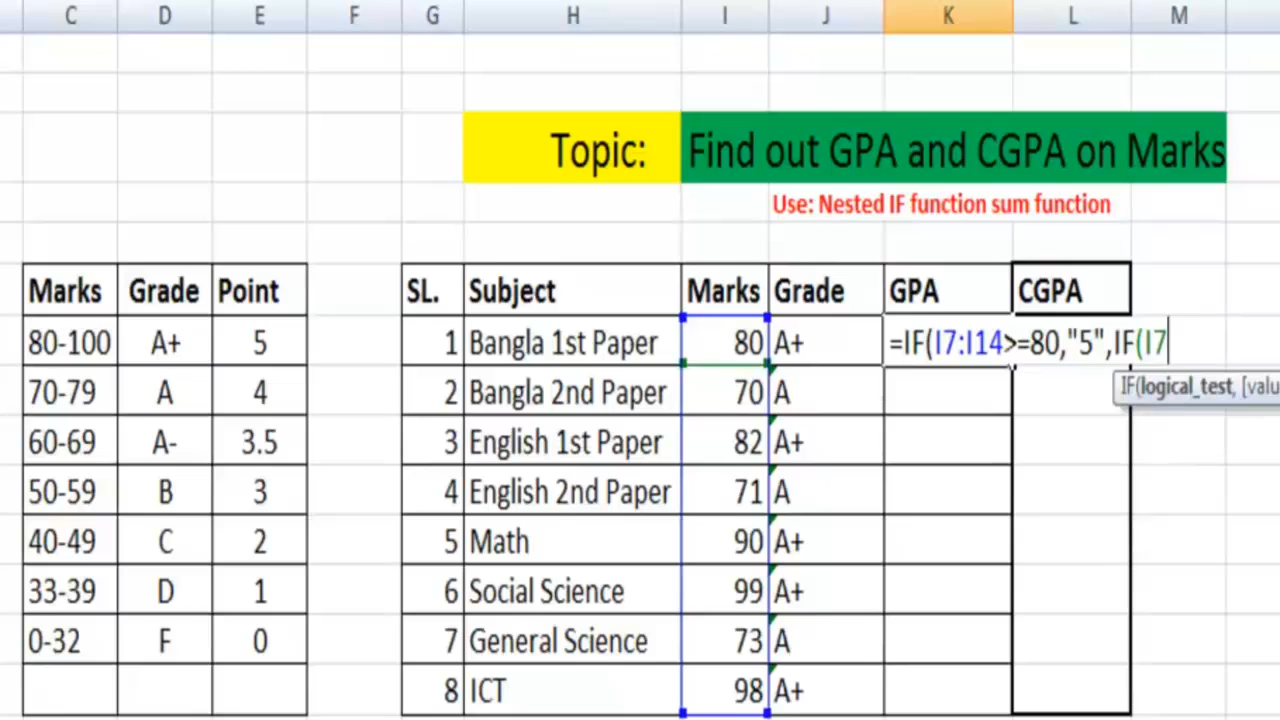 C D E F G H I J K L M
Topic: Find out GPA and CGPA on Marks
Use: Nested IF function sum function
Marks Grade Point SL. Subject Marks Grade GPA CGPA
80-100 A+ 5 1 Bangla 1st Paper 80 A+ =IF(I7:I14>=80,"5",IF(I7
70-79 A 4 2 Bangla 2nd Paper 70 A IF(logical_test, [valu
60-69 A- 3.5 3 English 1st Paper 82 A+
50-59 B 3 4 English 2nd Paper 71 A
40-49 C 2 5 Math 90 A+
33-39 D 1 6 Social Science 99 A+
0-32 F 0 7 General Science 73 A
8 ICT 98 A+